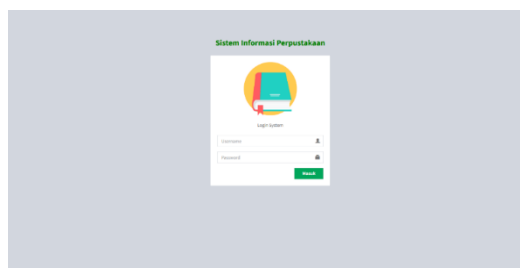 Sistem Informasi Perpustakaan
Login System
Username
Password
Masuk